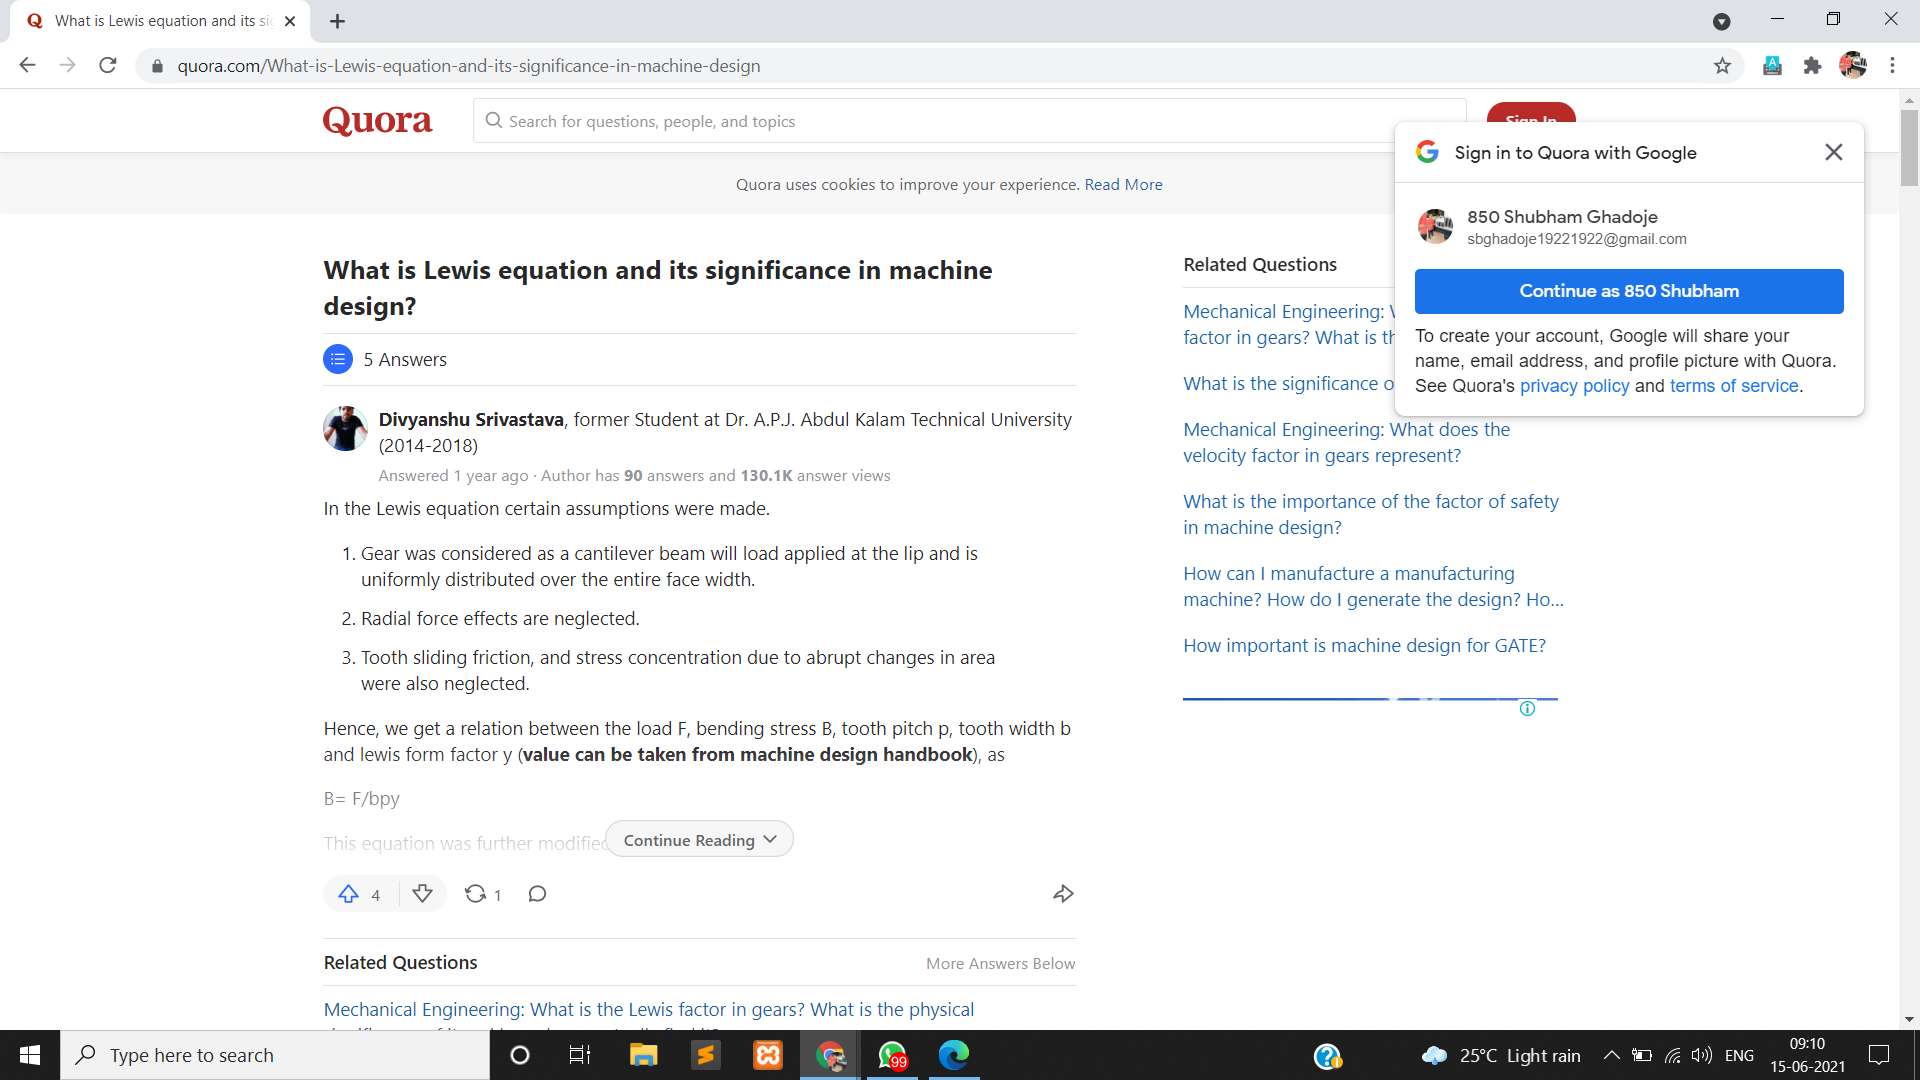 What is Lewis equation and its si
quora.com/What-is-Lewis-equation-and-its-significance-in-machine-design
Quora
Search for questions, people, and topics
Sign In
Quora uses cookies to improve your experience. Read More
Sign in to Quora with Google
850 Shubham Ghadoje
sbghadoje19221922@gmail.com
Continue as 850 Shubham
To create your account, Google will share your
name, email address, and profile picture with Quora.
See Quora's privacy policy and terms of service.
What is Lewis equation and its significance in machine
design?
5 Answers
Divyanshu Srivastava, former Student at Dr. A.P.J. Abdul Kalam Technical University
(2014-2018)
Answered 1 year ago · Author has 90 answers and 130.1K answer views
In the Lewis equation certain assumptions were made.
1. Gear was considered as a cantilever beam will load applied at the lip and is
uniformly distributed over the entire face width.
2. Radial force effects are neglected.
3. Tooth sliding friction, and stress concentration due to abrupt changes in area
were also neglected.
Hence, we get a relation between the load F, bending stress B, tooth pitch p, tooth width b
and lewis form factor y (value can be taken from machine design handbook), as
B= F/bpy
This equation was further modified
Continue Reading
4
1
Related Questions
More Answers Below
Mechanical Engineering: What is the Lewis factor in gears? What is the physical
Related Questions
Mechanical Engineering:
factor in gears? What is
What is the significance
Mechanical Engineering: What does the
velocity factor in gears represent?
What is the importance of the factor of safety
in machine design?
How can I manufacture a manufacturing
machine? How do I generate the design? Ho...
How important is machine design for GATE?
Type here to search
99
25°C Light rain
ENG
09:10
15-06-2021